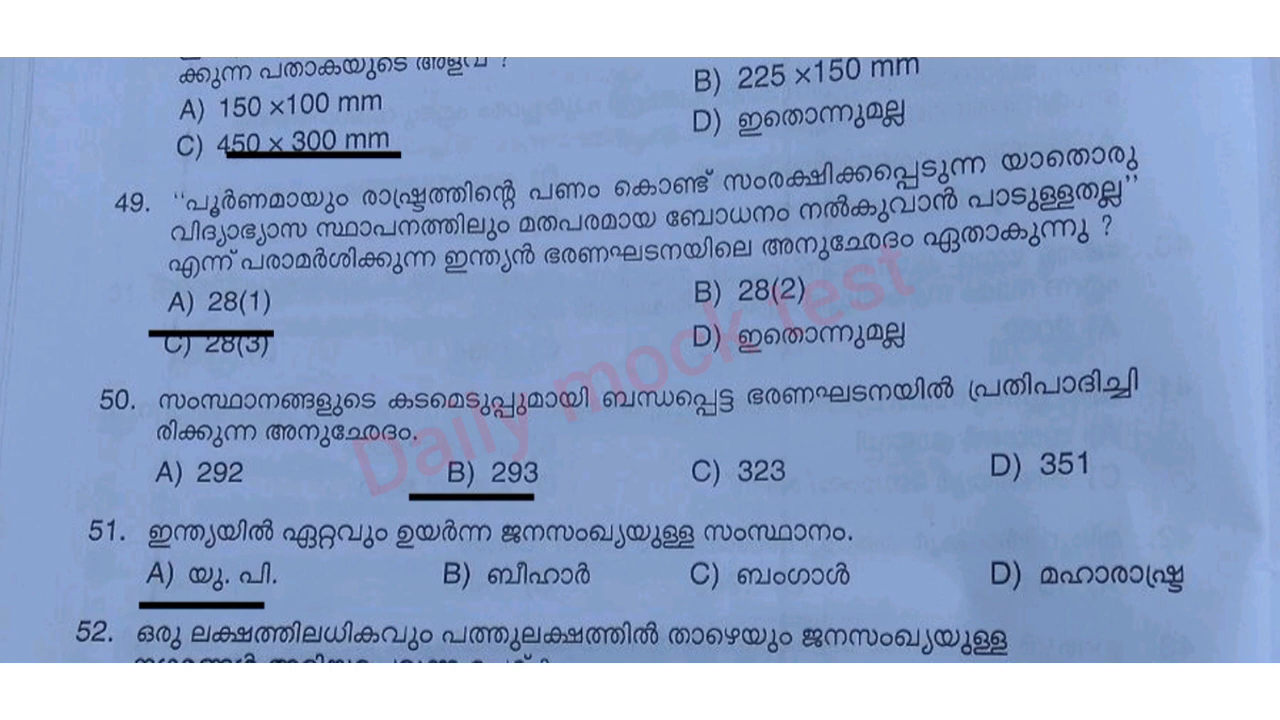 ക്കുന്ന പതാകയുടെ അളവ് ?
A) 150 ×100 mm
B) 225 ×150 mm
C) 450 × 300 mm
D) ഇതൊന്നുമല്ല
49. “പൂർണമായും രാഷ്ട്രത്തിന്റെ പണം കൊണ്ട് സംരക്ഷിക്കപ്പെടുന്ന യാതൊരു
വിദ്യാഭ്യാസ സ്ഥാപനത്തിലും മതപരമായ ബോധനം നൽകുവാൻ പാടുള്ളതല്ല”
എന്ന് പരാമർശിക്കുന്ന ഇന്ത്യൻ ഭരണഘടനയിലെ അനുഛേദം ഏതാകുന്നു ?
A) 28(1)
B) 28(2)
C) 28(3)
D) ഇതൊന്നുമല്ല
50. സംസ്ഥാനങ്ങളുടെ കടമെടുപ്പുമായി ബന്ധപ്പെട്ട ഭരണഘടനയിൽ പ്രതിപാദിച്ചി
രിക്കുന്ന അനുഛേദം.
A) 292 B) 293 C) 323 D) 351
51. ഇന്ത്യയിൽ ഏറ്റവും ഉയർന്ന ജനസംഖ്യയുള്ള സംസ്ഥാനം.
A) യു. പി. B) ബീഹാർ C) ബംഗാൾ D) മഹാരാഷ്ട്ര
52. ഒരു ലക്ഷത്തിലധികവും പത്തുലക്ഷത്തിൽ താഴെയും ജനസംഖ്യയുള്ള
Daily mock test